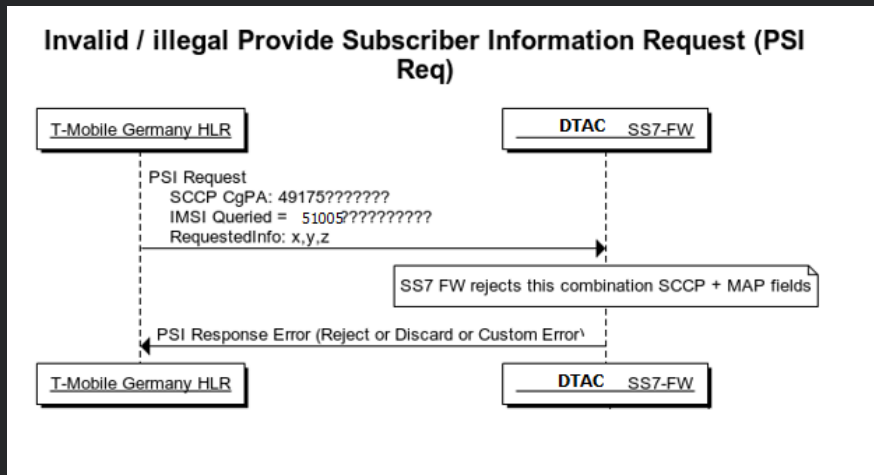 Invalid / illegal Provide Subscriber Information Request (PSI
Req)
T-Mobile Germany HLR
DTAC SS7-FW
PSI Request
SCCP CgPA: 49175???????
IMSI Queried = 51005??????????
RequestedInfo: x,y,z
SS7 FW rejects this combination SCCP + MAP fields
PSI Response Error (Reject or Discard or Custom Error)
T-Mobile Germany HLR
DTAC SS7-FW